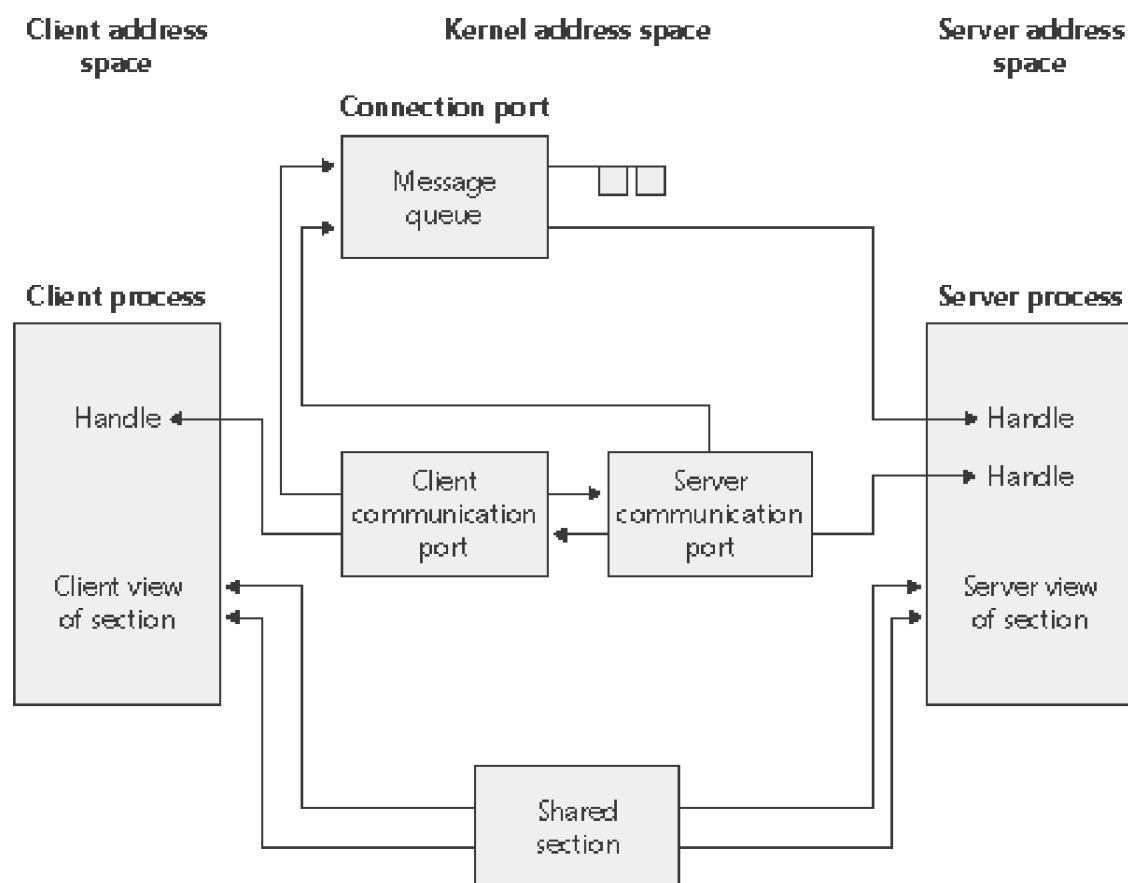 Client address
space
Kernel address space
Server address
space
Connection port
Message
queue
Client process
Server process
Handle
Handle
Handle
Client
communication
port
Server
communication
port
Client view
of section
Server view
of section
Shared
section